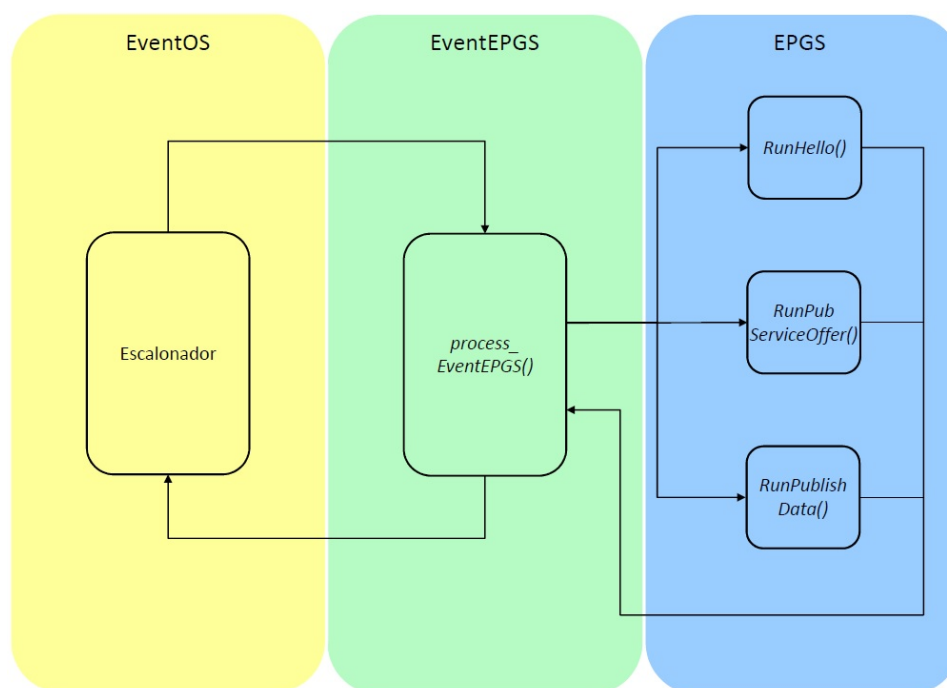 EventOS
EventEPGS
EPGS
RunHello()
RunPub
ServiceOffer()
Escalonador
process_
EventEPGS()
RunPublish
Data()